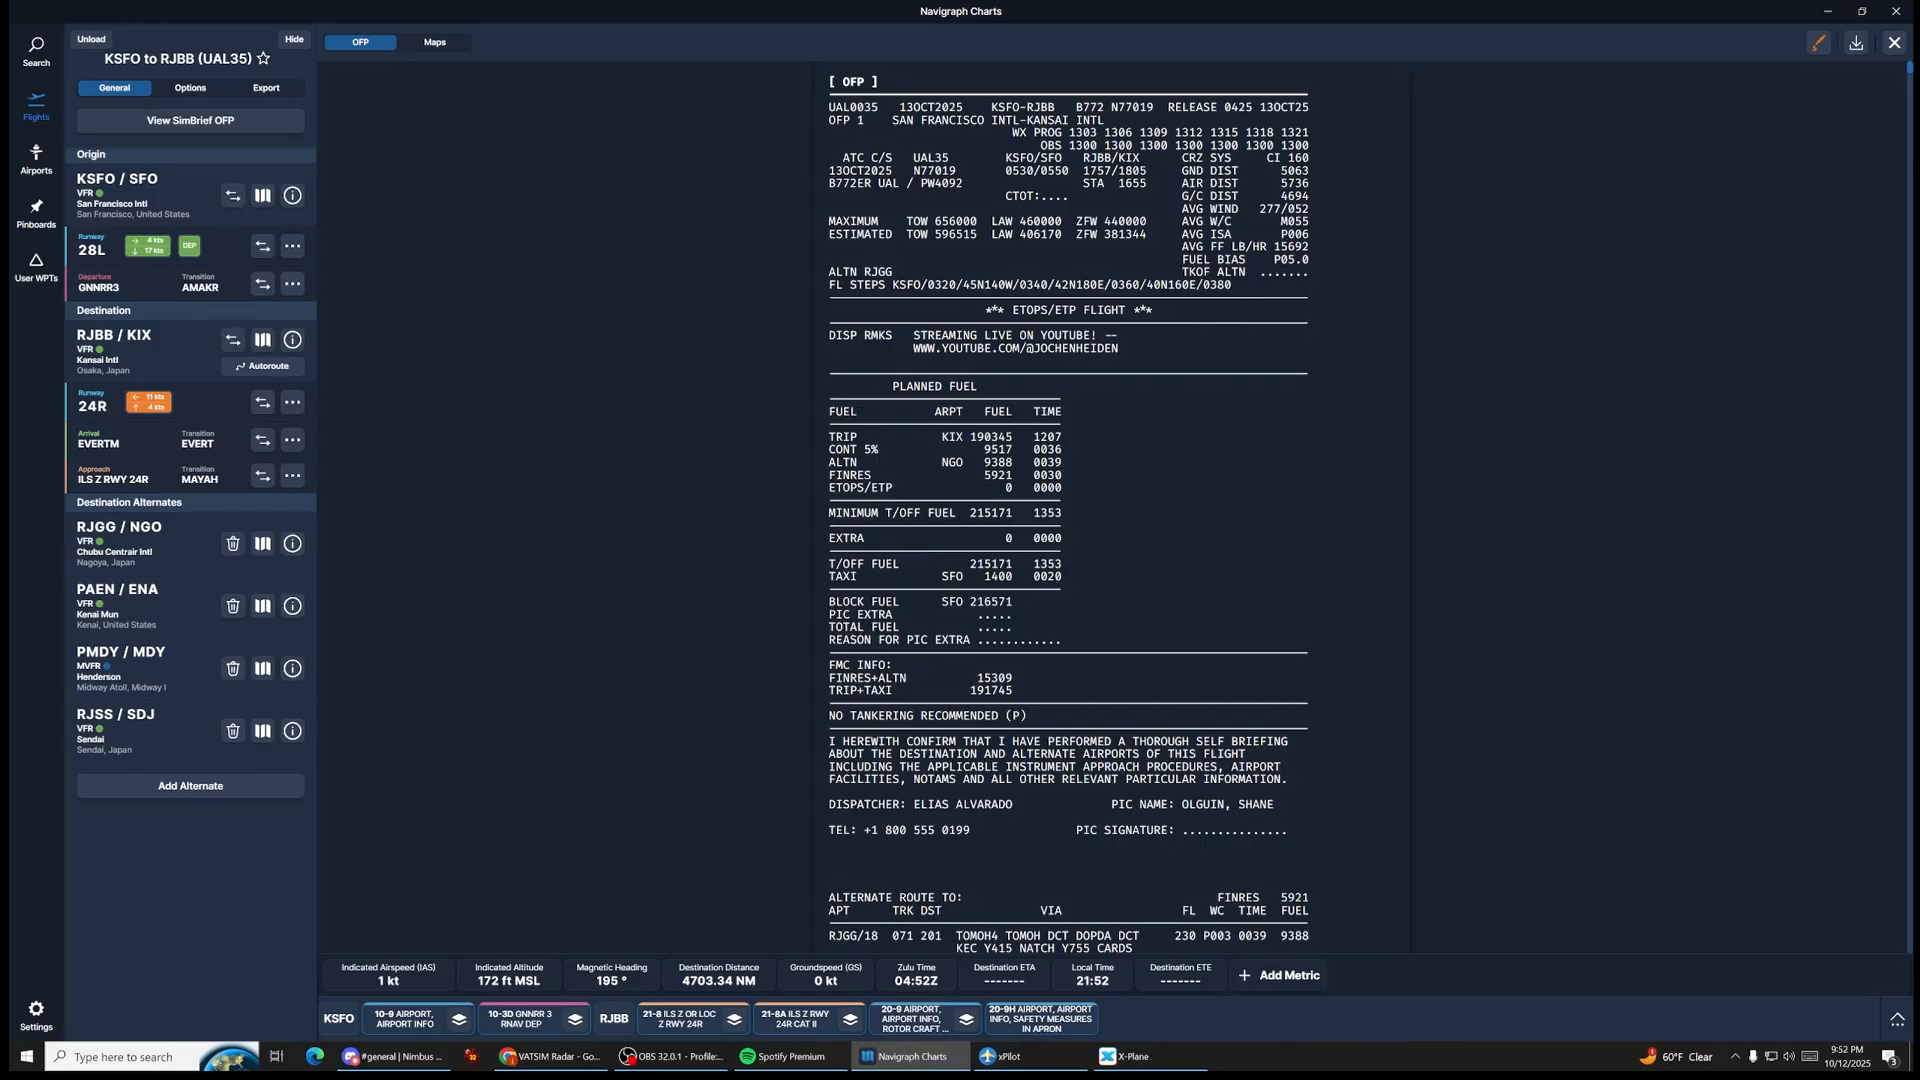 Navigraph Charts
Unload
Hide
KSFO to RJBB (UAL35)
General Options Export
View SimBrief OFP
Search
Flights
Airports
Pinboards
User WPTs
Settings
Origin
KSFO / SFO
VFR
San Francisco Intl
San Francisco, United States
Runway
28L
→ 4 kts
↓ 17 kts
DEP
Departure Transition
GNNRR3 AMAKR
Destination
RJBB / KIX
VFR
Kansai Intl
Osaka, Japan
Autoroute
Runway
24R
← 11 kts
↑ 4 kts
Arrival Transition
EVERTM EVERT
Approach Transition
ILS Z RWY 24R MAYAH
Destination Alternates
RJGG / NGO
VFR
Chubu Centrair Intl
Nagoya, Japan
PAEN / ENA
VFR
Kenai Mun
Kenai, United States
PMDY / MDY
MVFR
Henderson
Midway Atoll, Midway I
RJSS / SDJ
VFR
Sendai
Sendai, Japan
Add Alternate
OFP Maps
[ OFP ]
UAL0035 13OCT2025 KSFO-RJBB B772 N77019 RELEASE 0425 13OCT25
OFP 1 SAN FRANCISCO INTL-KANSAI INTL
WX PROG 1303 1306 1309 1312 1315 1318 1321
OBS 1300 1300 1300 1300 1300 1300 1300
ATC C/S UAL35 KSFO/SFO RJBB/KIX CRZ SYS CI 160
13OCT2025 N77019 0530/0550 1757/1805 GND DIST 5063
B772ER UAL / PW4092 STA 1655 AIR DIST 5736
CTOT:.... G/C DIST 4694
AVG WIND 277/052
MAXIMUM TOW 656000 LAW 460000 ZFW 440000 AVG W/C M055
ESTIMATED TOW 596515 LAW 406170 ZFW 381344 AVG ISA P006
AVG FF LB/HR 15692
FUEL BIAS P05.0
ALTN RJGG TKOF ALTN .......
FL STEPS KSFO/0320/45N140W/0340/42N180E/0360/40N160E/0380
*** ETOPS/ETP FLIGHT ***
DISP RMKS STREAMING LIVE ON YOUTUBE! --
WWW.YOUTUBE.COM/@JOCHENHEIDEN
PLANNED FUEL
FUEL ARPT FUEL TIME
TRIP KIX 190345 1207
CONT 5% 9517 0036
ALTN NGO 9388 0039
FINRES 5921 0030
ETOPS/ETP 0 0000
MINIMUM T/OFF FUEL 215171 1353
EXTRA 0 0000
T/OFF FUEL 215171 1353
TAXI SFO 1400 0020
BLOCK FUEL SFO 216571
PIC EXTRA .....
TOTAL FUEL .....
REASON FOR PIC EXTRA ............
FMC INFO:
FINRES+ALTN 15309
TRIP+TAXI 191745
NO TANKERING RECOMMENDED (P)
I HEREWITH CONFIRM THAT I HAVE PERFORMED A THOROUGH SELF BRIEFING
ABOUT THE DESTINATION AND ALTERNATE AIRPORTS OF THIS FLIGHT
INCLUDING THE APPLICABLE INSTRUMENT APPROACH PROCEDURES, AIRPORT
FACILITIES, NOTAMS AND ALL OTHER RELEVANT PARTICULAR INFORMATION.
DISPATCHER: ELIAS ALVARADO PIC NAME: OLGUIN, SHANE
TEL: +1 800 555 0199 PIC SIGNATURE: ...............
ALTERNATE ROUTE TO: FINRES 5921
APT TRK DST VIA FL WC TIME FUEL
RJGG/18 071 201 TOMOH4 TOMOH DCT DOPDA DCT 230 P003 0039 9388
KEC Y415 NATCH Y755 CARDS
Indicated Airspeed (IAS) Indicated Altitude Magnetic Heading Destination Distance Groundspeed (GS) Zulu Time Destination ETA Local Time Destination ETE
1 kt 172 ft MSL 195 ° 4703.34 NM 0 kt 04:52Z ------- 21:52 -------
+ Add Metric
KSFO
10-9 AIRPORT,
AIRPORT INFO
10-3D GNNRR 3
RNAV DEP
RJBB
21-8 ILS Z OR LOC
Z RWY 24R
21-8A ILS Z RWY
24R CAT II
20-9 AIRPORT,
AIRPORT INFO,
ROTOR CRAFT ...
20-9H AIRPORT, AIRPORT
INFO, SAFETY MEASURES
IN APRON
Type here to search
#general | Nimbus ...
VATSIM Radar - Go...
OBS 32.0.1 - Profile:...
Spotify Premium
Navigraph Charts
xPilot
X-Plane
60°F Clear
9:52 PM
10/12/2025
3